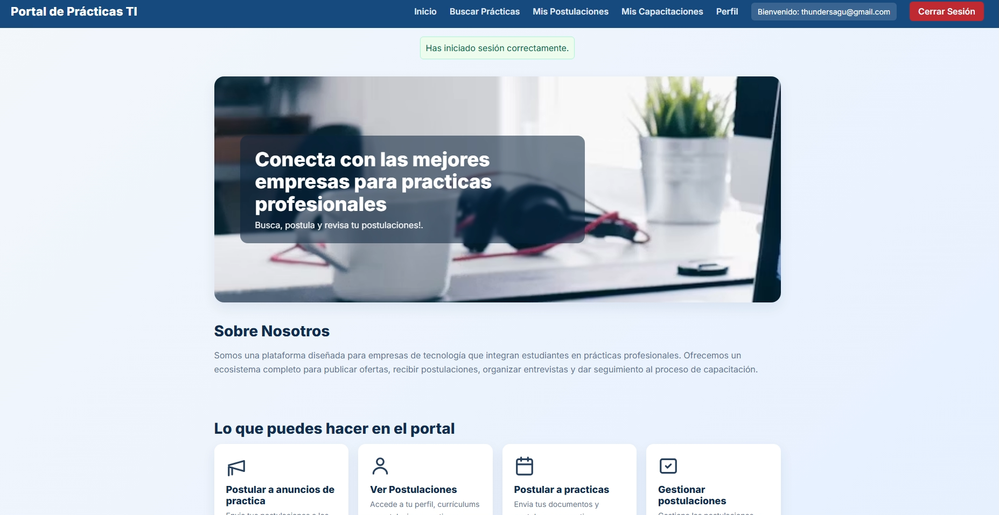 Portal de Prácticas TI
Inicio
Buscar Prácticas
Mis Postulaciones
Mis Capacitaciones
Perfil
Bienvenido: thundersagu@gmail.com
Cerrar Sesión
Has iniciado sesión correctamente.
Conecta con las mejores
empresas para practicas
profesionales
Busca, postula y revisa tu postulaciones!.
Sobre Nosotros
Somos una plataforma diseñada para empresas de tecnología que integran estudiantes en prácticas profesionales. Ofrecemos un
ecosistema completo para publicar ofertas, recibir postulaciones, organizar entrevistas y dar seguimiento al proceso de capacitación.
Lo que puedes hacer en el portal
Postular a anuncios de
practica
Ver Postulaciones
Accede a tu perfil, currículums
Postular a practicas
Envia tus documentos y
Gestionar
postulaciones